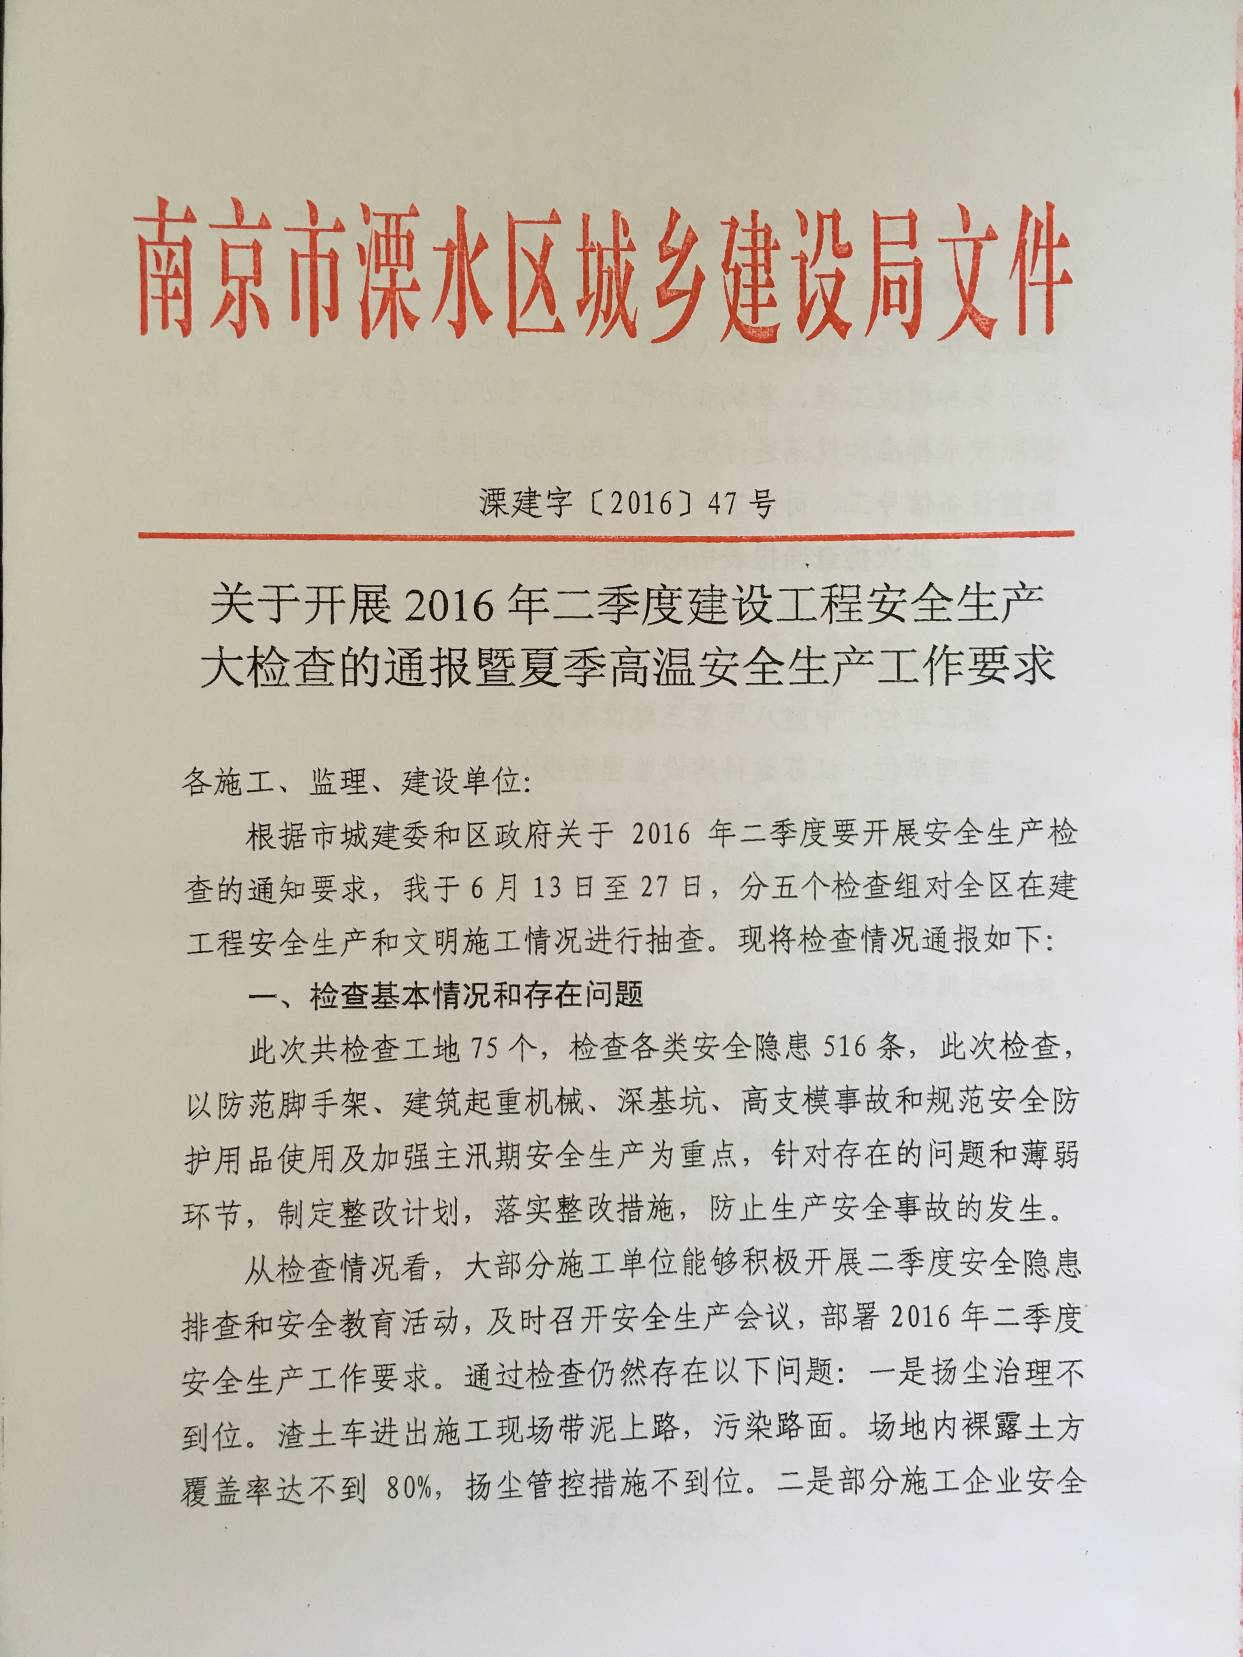 南京市溧水区城乡建设局文件
溧建字〔2016〕47号
关于开展 2016 年二季度建设工程安全生产
大检查的通报暨夏季高温安全生产工作要求
各施工、监理、建设单位：
根据市城建委和区政府关于 2016 年二季度要开展安全生产检
查的通知要求，我于 6 月 13 日至 27 日，分五个检查组对全区在建
工程安全生产和文明施工情况进行抽查。现将检查情况通报如下：
一、检查基本情况和存在问题
此次共检查工地 75 个，检查各类安全隐患 516 条，此次检查，
以防范脚手架、建筑起重机械、深基坑、高支模事故和规范安全防
护用品使用及加强主汛期安全生产为重点，针对存在的问题和薄弱
环节，制定整改计划，落实整改措施，防止生产安全事故的发生。
从检查情况看，大部分施工单位能够积极开展二季度安全隐患
排查和安全教育活动，及时召开安全生产会议，部署 2016 年二季度
安全生产工作要求。通过检查仍然存在以下问题：一是扬尘治理不
到位。渣土车进出施工现场带泥上路，污染路面。场地内裸露土方
覆盖率达不到 80%，扬尘管控措施不到位。二是部分施工企业安全